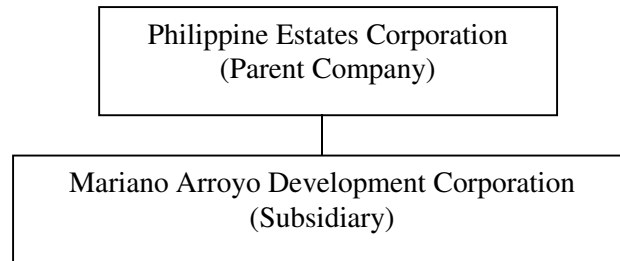 Philippine Estates Corporation
(Parent Company)
Mariano Arroyo Development Corporation
(Subsidiary)